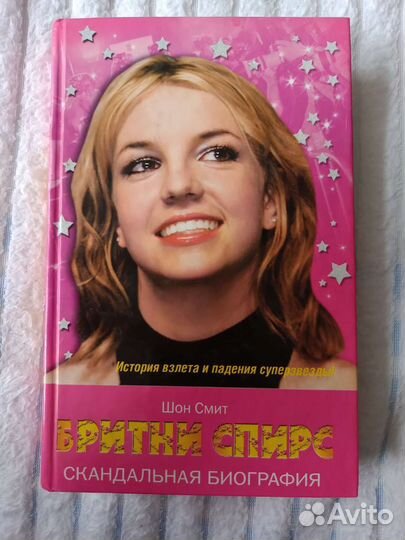 История взлета и падения суперзвезды!
Шон Смит
БРИТНИ СПИРС
СКАНДАЛЬНАЯ БИОГРАФИЯ
Avito